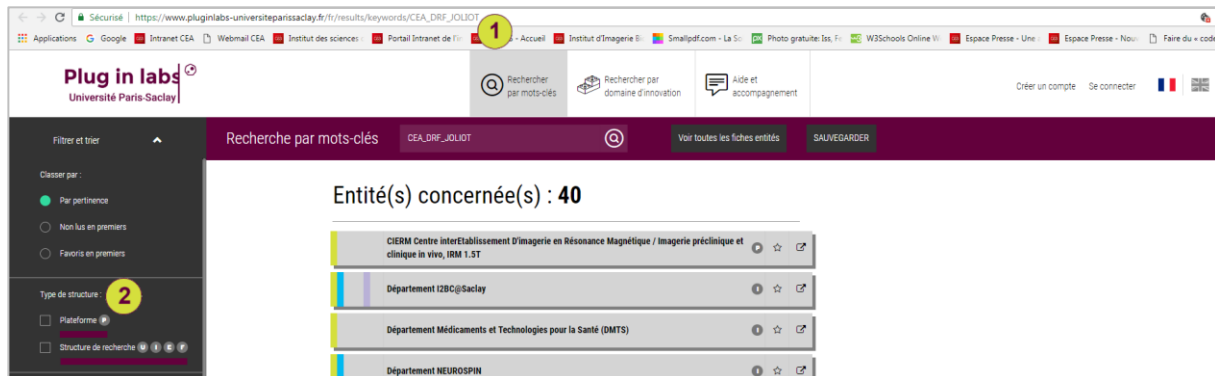 Sécurisé | https://www.pluginlabs-universiteparissaclay.fr/fr/results/keywords/CEA_DRF_JOLIOT
1
Applications G Google Intranet CEA Webmail CEA Institut des sciences Portail Intranet de l'in - Accueil Institut d'Imagerie B Smallpdf.com - La So Photo gratuite: Iss, Fe W3Schools Online W Espace Presse - Une Espace Presse - Nou Faire du « code
Plug in labs
Université Paris-Saclay
Rechercher
par mots-clés
Rechercher par
domaine d'innovation
Aide et
accompagnement
Créer un compte Se connecter
Filtrer et trier
Recherche par mots-clés CEA_DRF_JOLIOT Voir toutes les fiches entités SAUVEGARDER
Classer par :
Par pertinence
Non lus en premiers
Favoris en premiers
Type de structure :
2
Plateforme P
Structure de recherche U I E F
Entité(s) concernée(s) : 40
CIERM Centre interEtablissement D'imagerie en Résonance Magnétique / Imagerie préclinique et
clinique in vivo, IRM 1.5T P
Département I2BC@Saclay I
Département Médicaments et Technologies pour la Santé (DMTS) I
Département NEUROSPIN I